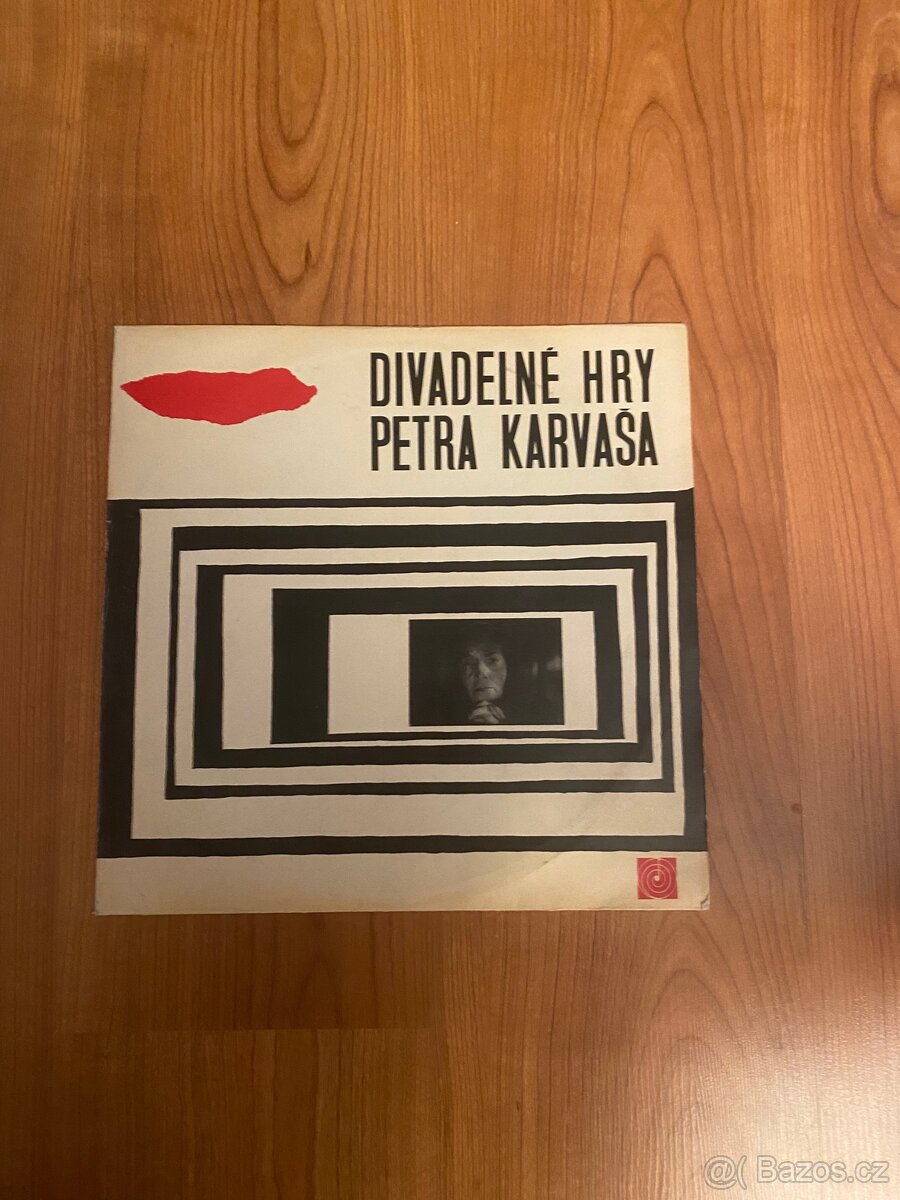 DIVADELNÉ HRY
PETRA KARVAŠA
@( Bazos.cz